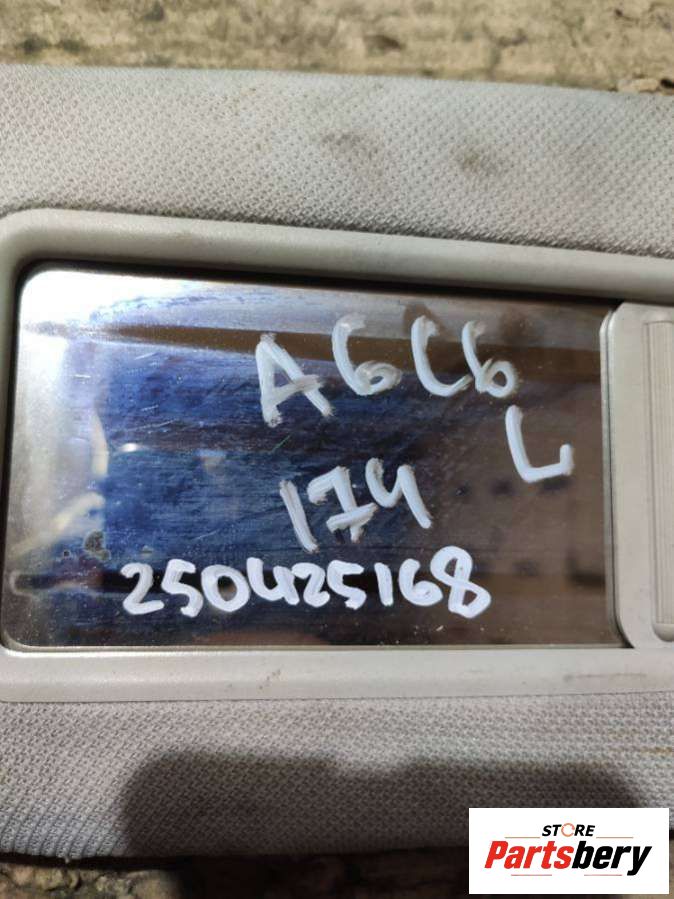 A6C6
L
174
250425168
STORE
Partsbery